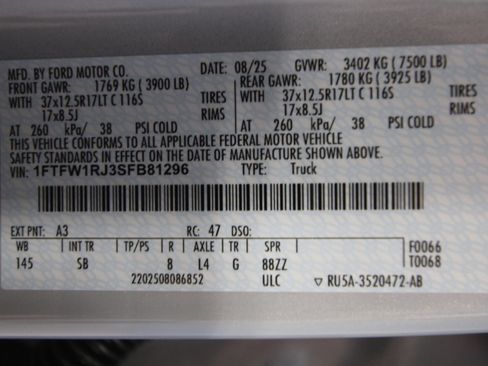 MFD. BY FORD MOTOR CO. DATE: 08/25 GVWR: 3402 KG ( 7500 LB)
FRONT GAWR: 1769 KG ( 3900 LB) REAR GAWR: 1780 KG ( 3925 LB)
WITH 37x12.5R17LT C 116S TIRES WITH 37x12.5R17LT C 116S TIRES
17x8.5J RIMS 17x8.5J RIMS
AT 260 kPa/ 38 PSI COLD AT 260 kPa/ 38 PSI COLD
THIS VEHICLE CONFORMS TO ALL APPLICABLE FEDERAL MOTOR VEHICLE
SAFETY STANDARDS IN EFFECT ON THE DATE OF MANUFACTURE SHOWN ABOVE.
VIN: 1FTFW1RJ3SFB81296 TYPE: Truck
EXT PNT: A3 RC: 47 DSO:
WB INT TR TP/PS R AXLE TR SPR F0066
145 SB 8 L4 G 88ZZ T0068
2202508086852 ULC ▽ RU5A-3520472-AB